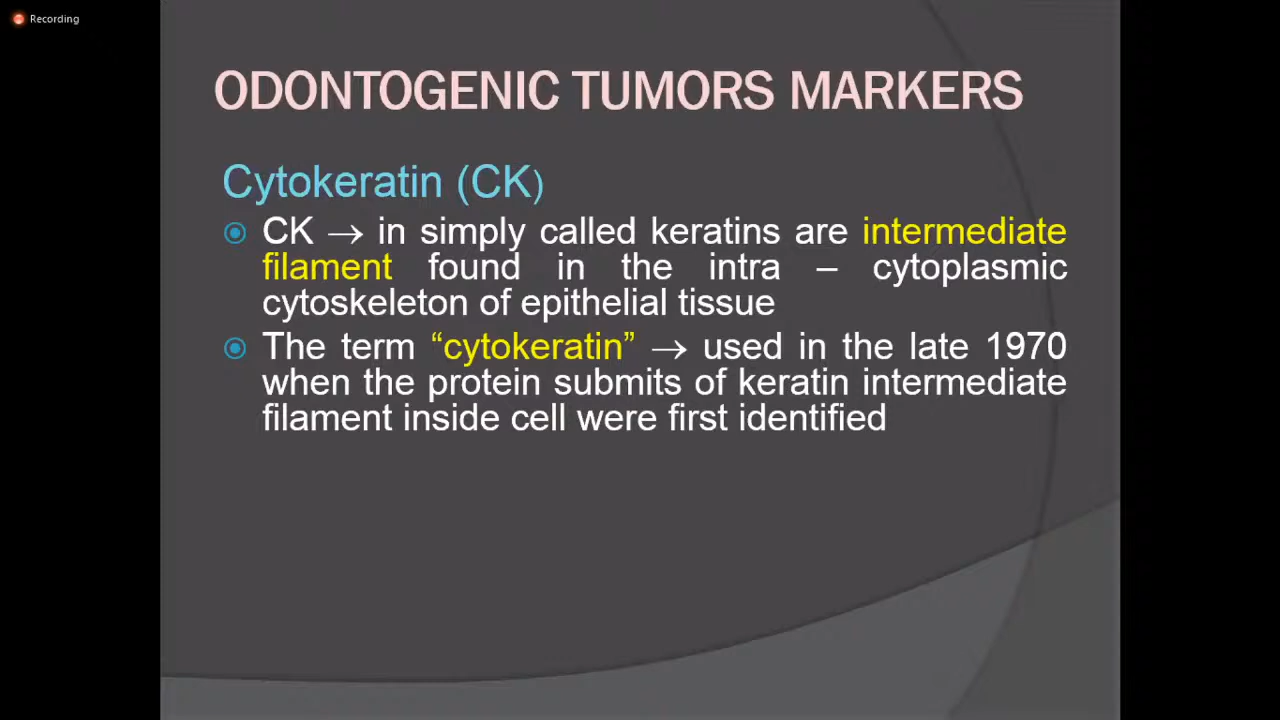 Recording
ODONTOGENIC TUMORS MARKERS
Cytokeratin (CK)
CK → in simply called keratins are intermediate
filament found in the intra – cytoplasmic
cytoskeleton of epithelial tissue
The term “cytokeratin” → used in the late 1970
when the protein submits of keratin intermediate
filament inside cell were first identified